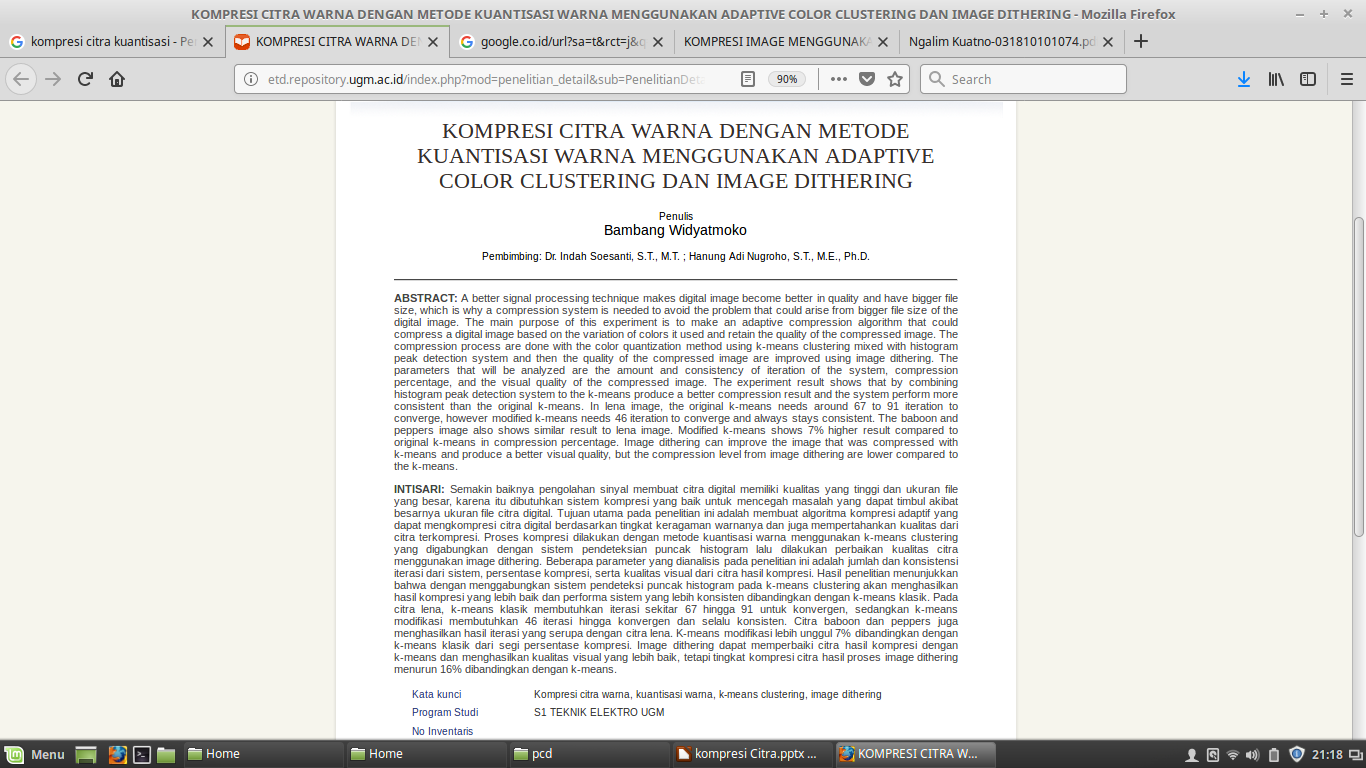 KOMPRESI CITRA WARNA DENGAN METODE KUANTISASI WARNA MENGGUNAKAN ADAPTIVE COLOR CLUSTERING DAN IMAGE DITHERING - Mozilla Firefox
kompresi citra kuantisasi - Pe
KOMPRESI CITRA WARNA DE
google.co.id/url?sa=t&rct=j&q
KOMPRESI IMAGE MENGGUNAKA
Ngalim Kuatno-031810101074.pd
etd.repository.ugm.ac.id/index.php?mod=penelitian_detail&sub=PenelitianDeta
90%
Search
KOMPRESI CITRA WARNA DENGAN METODE
KUANTISASI WARNA MENGGUNAKAN ADAPTIVE
COLOR CLUSTERING DAN IMAGE DITHERING
Penulis
Bambang Widyatmoko
Pembimbing: Dr. Indah Soesanti, S.T., M.T. ; Hanung Adi Nugroho, S.T., M.E., Ph.D.
ABSTRACT: A better signal processing technique makes digital image become better in quality and have bigger file
size, which is why a compression system is needed to avoid the problem that could arise from bigger file size of the
digital image. The main purpose of this experiment is to make an adaptive compression algorithm that could
compress a digital image based on the variation of colors it used and retain the quality of the compressed image. The
compression process are done with the color quantization method using k-means clustering mixed with histogram
peak detection system and then the quality of the compressed image are improved using image dithering. The
parameters that will be analyzed are the amount and consistency of iteration of the system, compression
percentage, and the visual quality of the compressed image. The experiment result shows that by combining
histogram peak detection system to the k-means produce a better compression result and the system perform more
consistent than the original k-means. In lena image, the original k-means needs around 67 to 91 iteration to
converge, however modified k-means needs 46 iteration to converge and always stays consistent. The baboon and
peppers image also shows similar result to lena image. Modified k-means shows 7% higher result compared to
original k-means in compression percentage. Image dithering can improve the image that was compressed with
k-means and produce a better visual quality, but the compression level from image dithering are lower compared to
the k-means.
INTISARI: Semakin baiknya pengolahan sinyal membuat citra digital memiliki kualitas yang tinggi dan ukuran file
yang besar, karena itu dibutuhkan sistem kompresi yang baik untuk mencegah masalah yang dapat timbul akibat
besarnya ukuran file citra digital. Tujuan utama pada penelitian ini adalah membuat algoritma kompresi adaptif yang
dapat mengkompresi citra digital berdasarkan tingkat keragaman warnanya dan juga mempertahankan kualitas dari
citra terkompresi. Proses kompresi dilakukan dengan metode kuantisasi warna menggunakan k-means clustering
yang digabungkan dengan sistem pendeteksian puncak histogram lalu dilakukan perbaikan kualitas citra
menggunakan image dithering. Beberapa parameter yang dianalisis pada penelitian ini adalah jumlah dan konsistensi
iterasi dari sistem, persentase kompresi, serta kualitas visual dari citra hasil kompresi. Hasil penelitian menunjukkan
bahwa dengan menggabungkan sistem pendeteksi puncak histogram pada k-means clustering akan menghasilkan
hasil kompresi yang lebih baik dan performa sistem yang lebih konsisten dibandingkan dengan k-means klasik. Pada
citra lena, k-means klasik membutuhkan iterasi sekitar 67 hingga 91 untuk konvergen, sedangkan k-means
modifikasi membutuhkan 46 iterasi hingga konvergen dan selalu konsisten. Citra baboon dan peppers juga
menghasilkan hasil iterasi yang serupa dengan citra lena. K-means modifikasi lebih unggul 7% dibandingkan dengan
k-means klasik dari segi persentase kompresi. Image dithering dapat memperbaiki citra hasil kompresi dengan
k-means dan menghasilkan kualitas visual yang lebih baik, tetapi tingkat kompresi citra hasil proses image dithering
menurun 16% dibandingkan dengan k-means.
Kata kunci Kompresi citra warna, kuantisasi warna, k-means clustering, image dithering
Program Studi S1 TEKNIK ELEKTRO UGM
No Inventaris
Menu
Home
Home
pcd
kompresi Citra.pptx ...
KOMPRESI CITRA W...
21:18